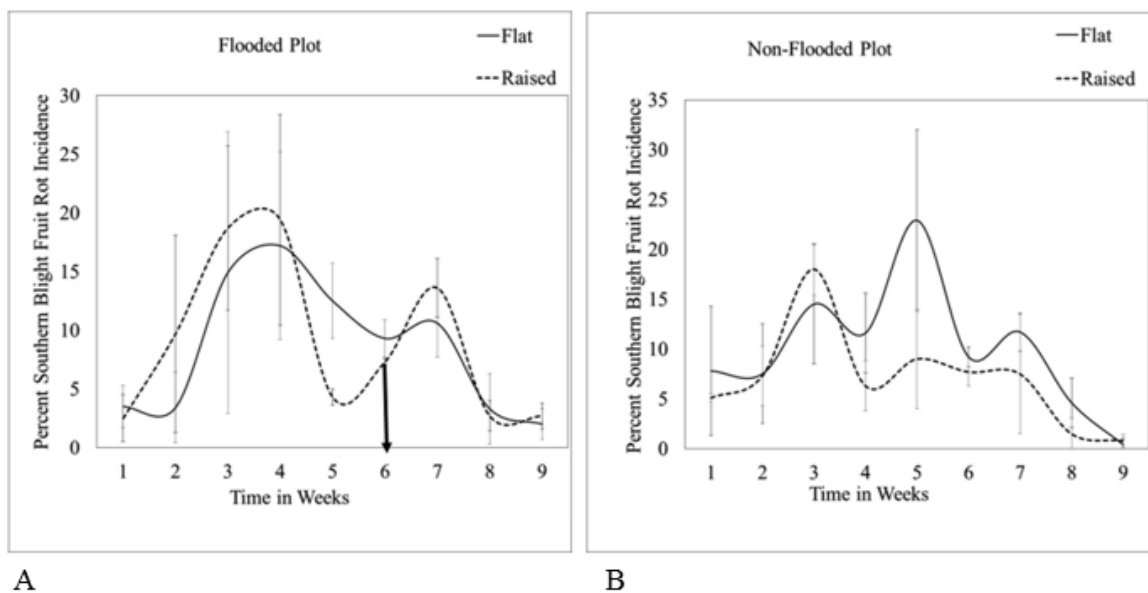 Flooded Plot
Flat
Raised
Percent Southern Blight Fruit Rot Incidence
30
25
20
15
10
5
0
1 2 3 4 5 6 7 8 9
Time in Weeks
A
Non-Flooded Plot
Flat
Raised
Percent Southern Blight Fruit Rot Incidence
35
30
25
20
15
10
5
0
1 2 3 4 5 6 7 8 9
Time in Weeks
B